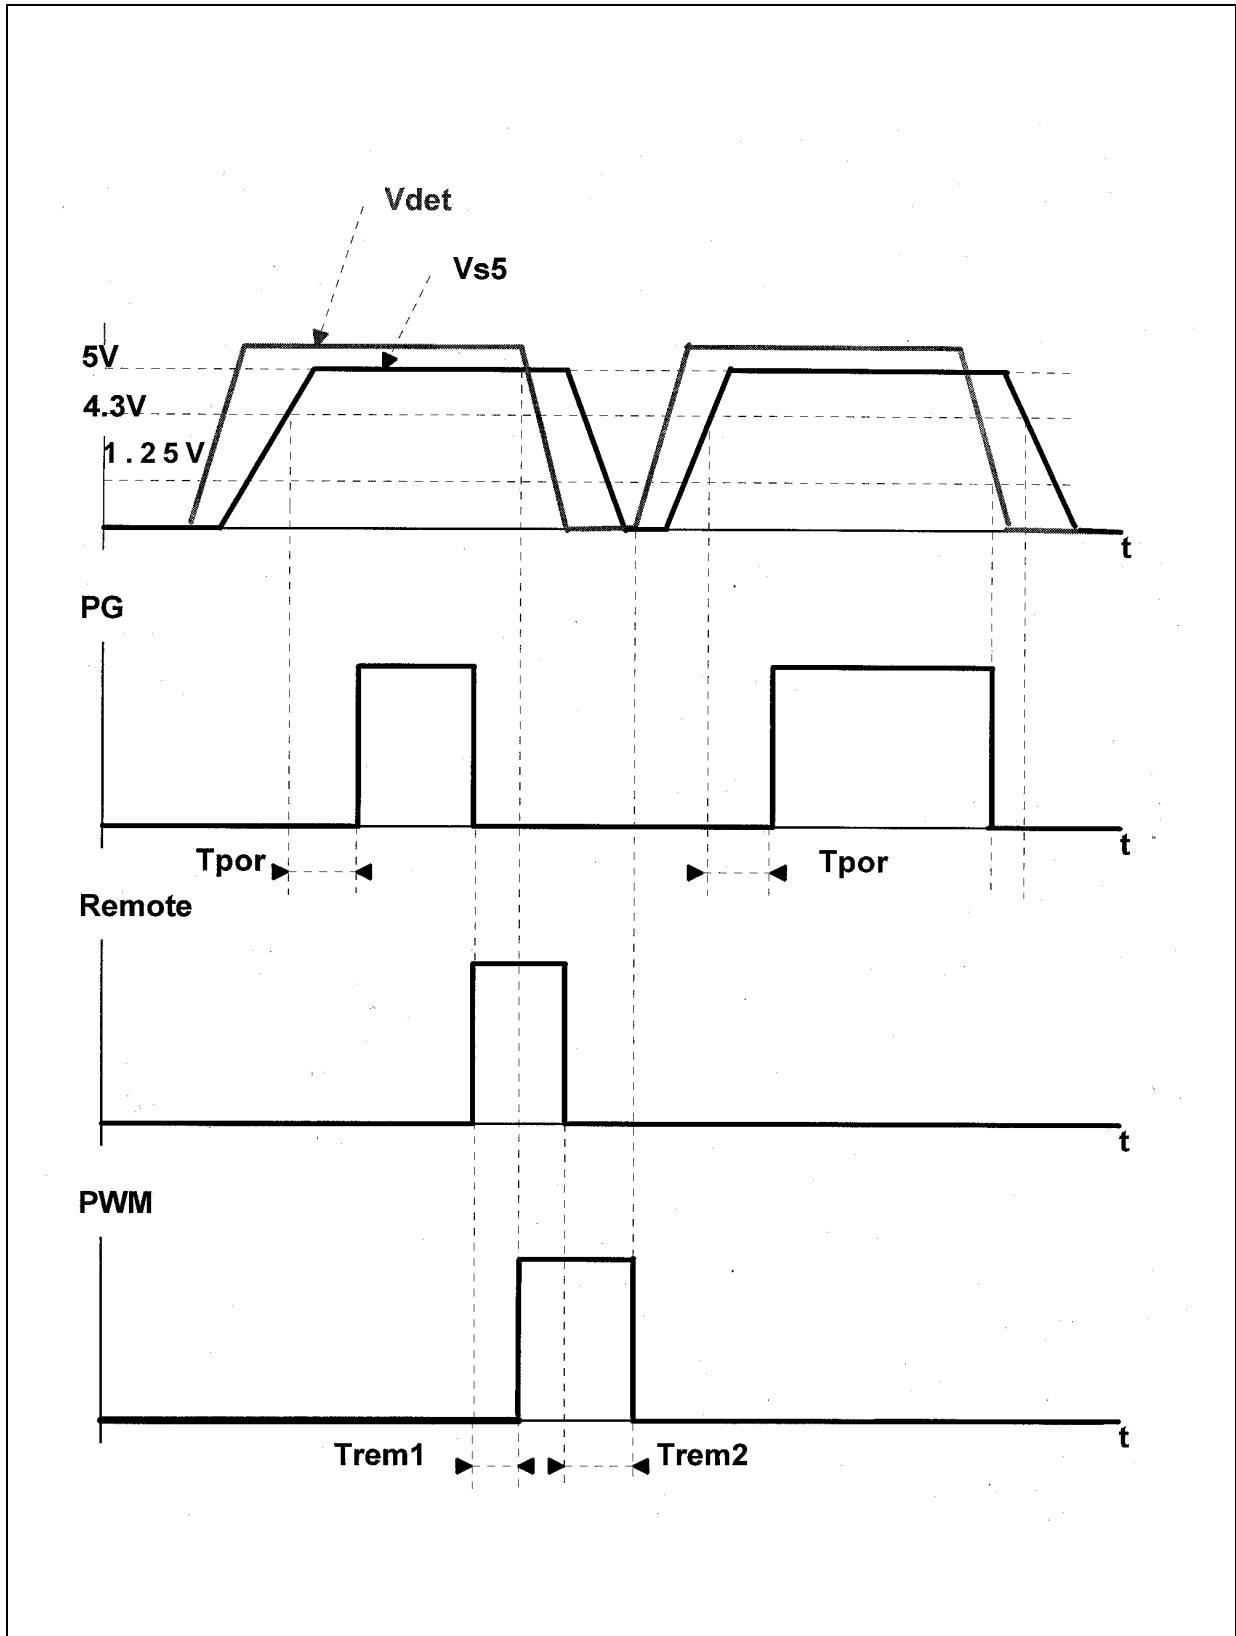 Vdet
Vs5
5V
4.3V
1.25V
t
PG
t
Tpor
Tpor
Remote
t
PWM
t
Trem1
Trem2